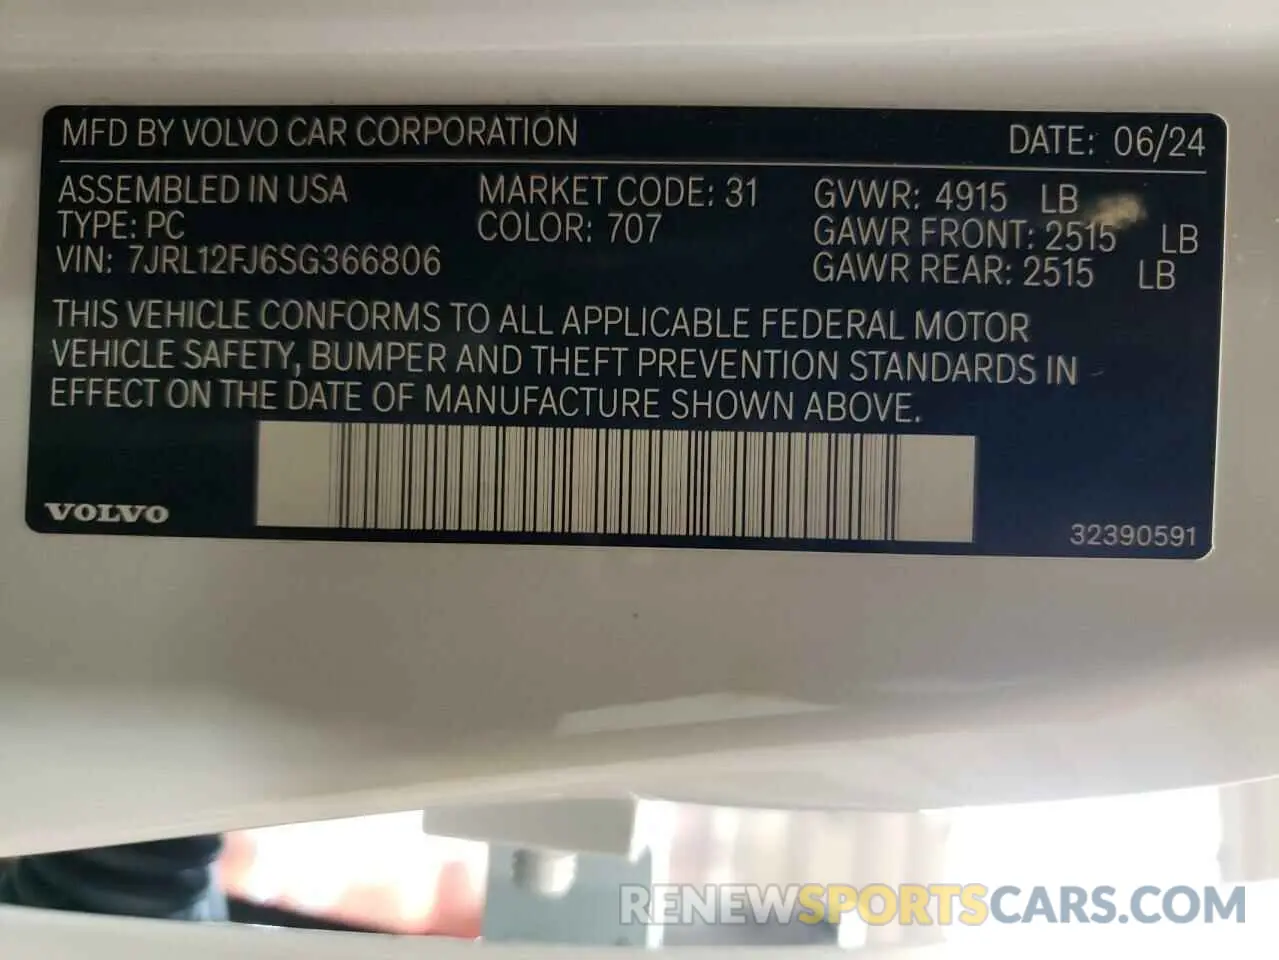 MFD BY VOLVO CAR CORPORATION DATE: 06/24
ASSEMBLED IN USA MARKET CODE: 31 GVWR: 4915 LB
TYPE: PC COLOR: 707 GAWR FRONT: 2515 LB
VIN: 7JRL12FJ6SG366806 GAWR REAR: 2515 LB
THIS VEHICLE CONFORMS TO ALL APPLICABLE FEDERAL MOTOR
VEHICLE SAFETY, BUMPER AND THEFT PREVENTION STANDARDS IN
EFFECT ON THE DATE OF MANUFACTURE SHOWN ABOVE.
VOLVO 32390591
RENEWSPORTSCARS.COM